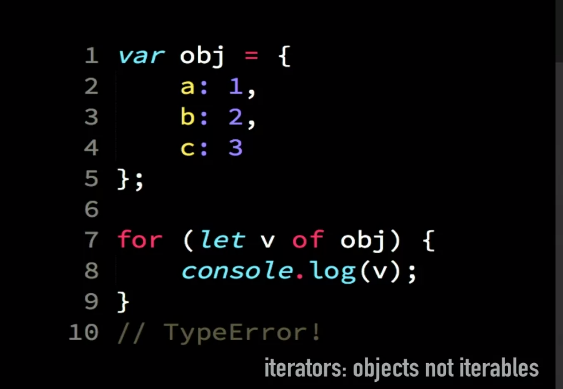 1 var obj = {
2     a: 1,
3     b: 2,
4     c: 3
5 };
6
7 for (let v of obj) {
8     console.log(v);
9 }
10 // TypeError!
iterators: objects not iterables